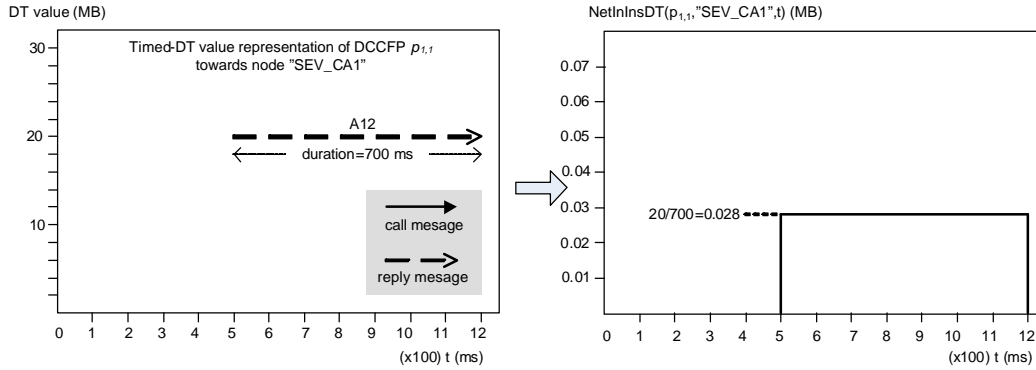 DT value (MB)
Timed-DT value representation of DCCFP p1,1
towards node "SEV_CA1"
30
20
10
A12
duration=700 ms
call message
reply mesage
0 1 2 3 4 5 6 7 8 9 10 11 12
(x100) t (ms)
NetInInsDT(p1,1,"SEV_CA1",t) (MB)
0.07
0.06
0.05
0.04
0.03
0.02
0.01
20/700=0.028
0 1 2 3 4 5 6 7 8 9 10 11 12
(x100) t (ms)